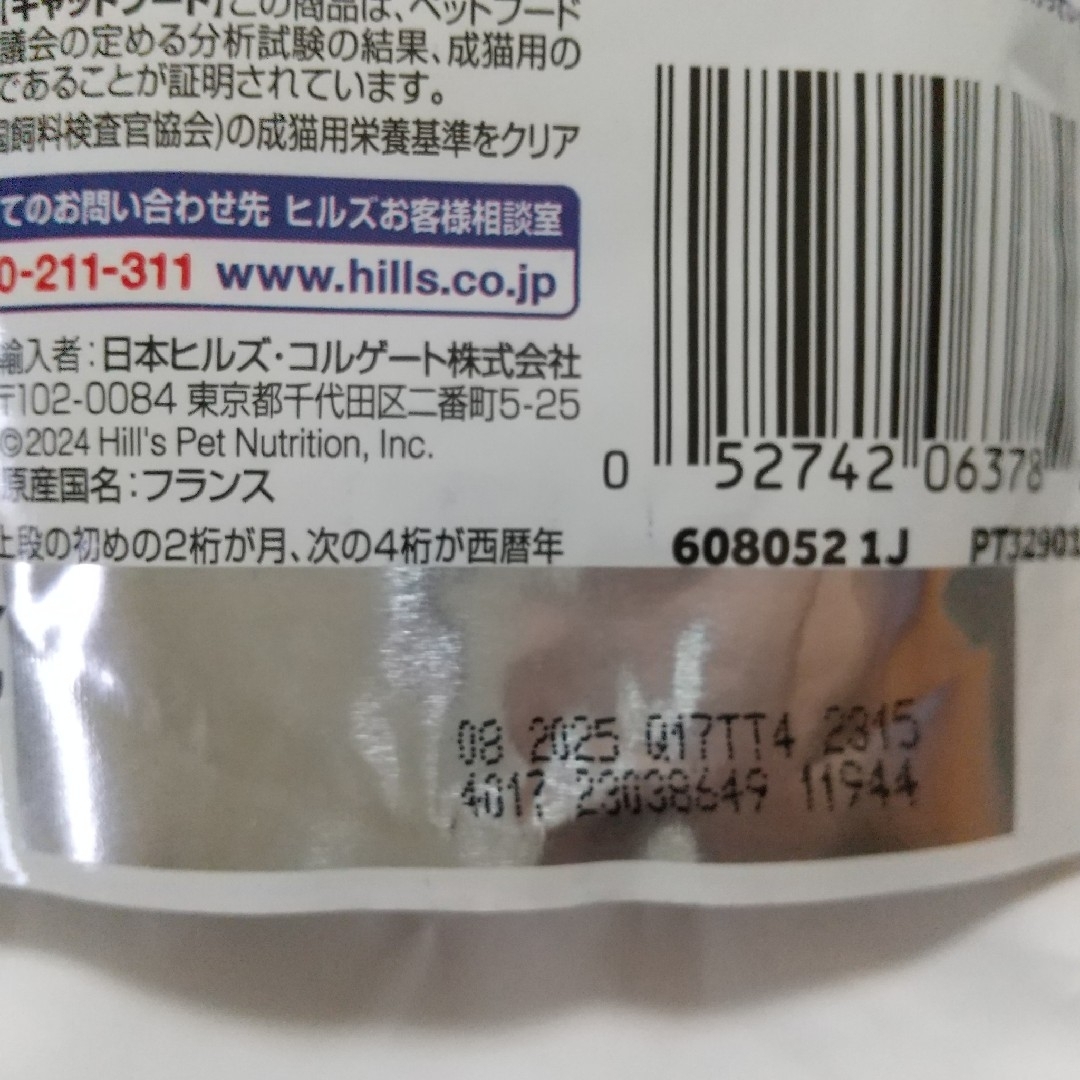 [キャットフード]この商品は、ペットフード
議会の定める分析試験の結果、成猫用の
であることが証明されています。
国飼料検査官協会)の成猫用栄養基準をクリア
てのお問い合わせ先 ヒルズお客様相談室
0-211-311 www.hills.co.jp
輸入者:日本ヒルズ・コルゲート株式会社
〒102-0084 東京都千代田区二番町5-25
©2024 Hill's Pet Nutrition, Inc.
原産国名:フランス
上段の初めの2桁が月、次の4桁が西暦年
0 52742 06378
6080521J PT32901
08 2025 Q17TT4 2815
4017 23038649 11944